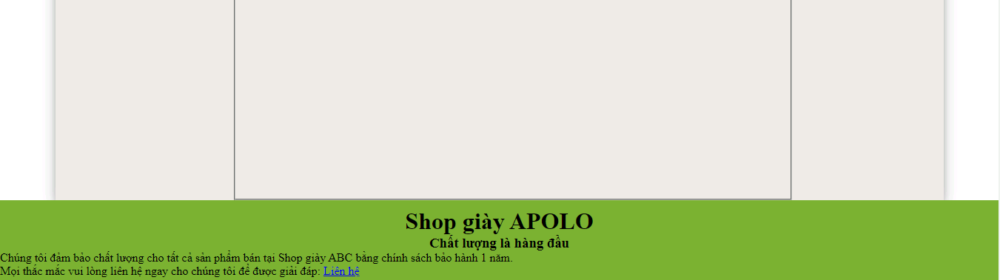 Shop giày APOLO
Chất lượng là hàng đầu
Chúng tôi đảm bảo chất lượng cho tất cả sản phẩm bán tại Shop giày ABC bằng chính sách bảo hành 1 năm.
Mọi thắc mắc vui lòng liên hệ ngay cho chúng tôi để được giải đáp: Liên hệ